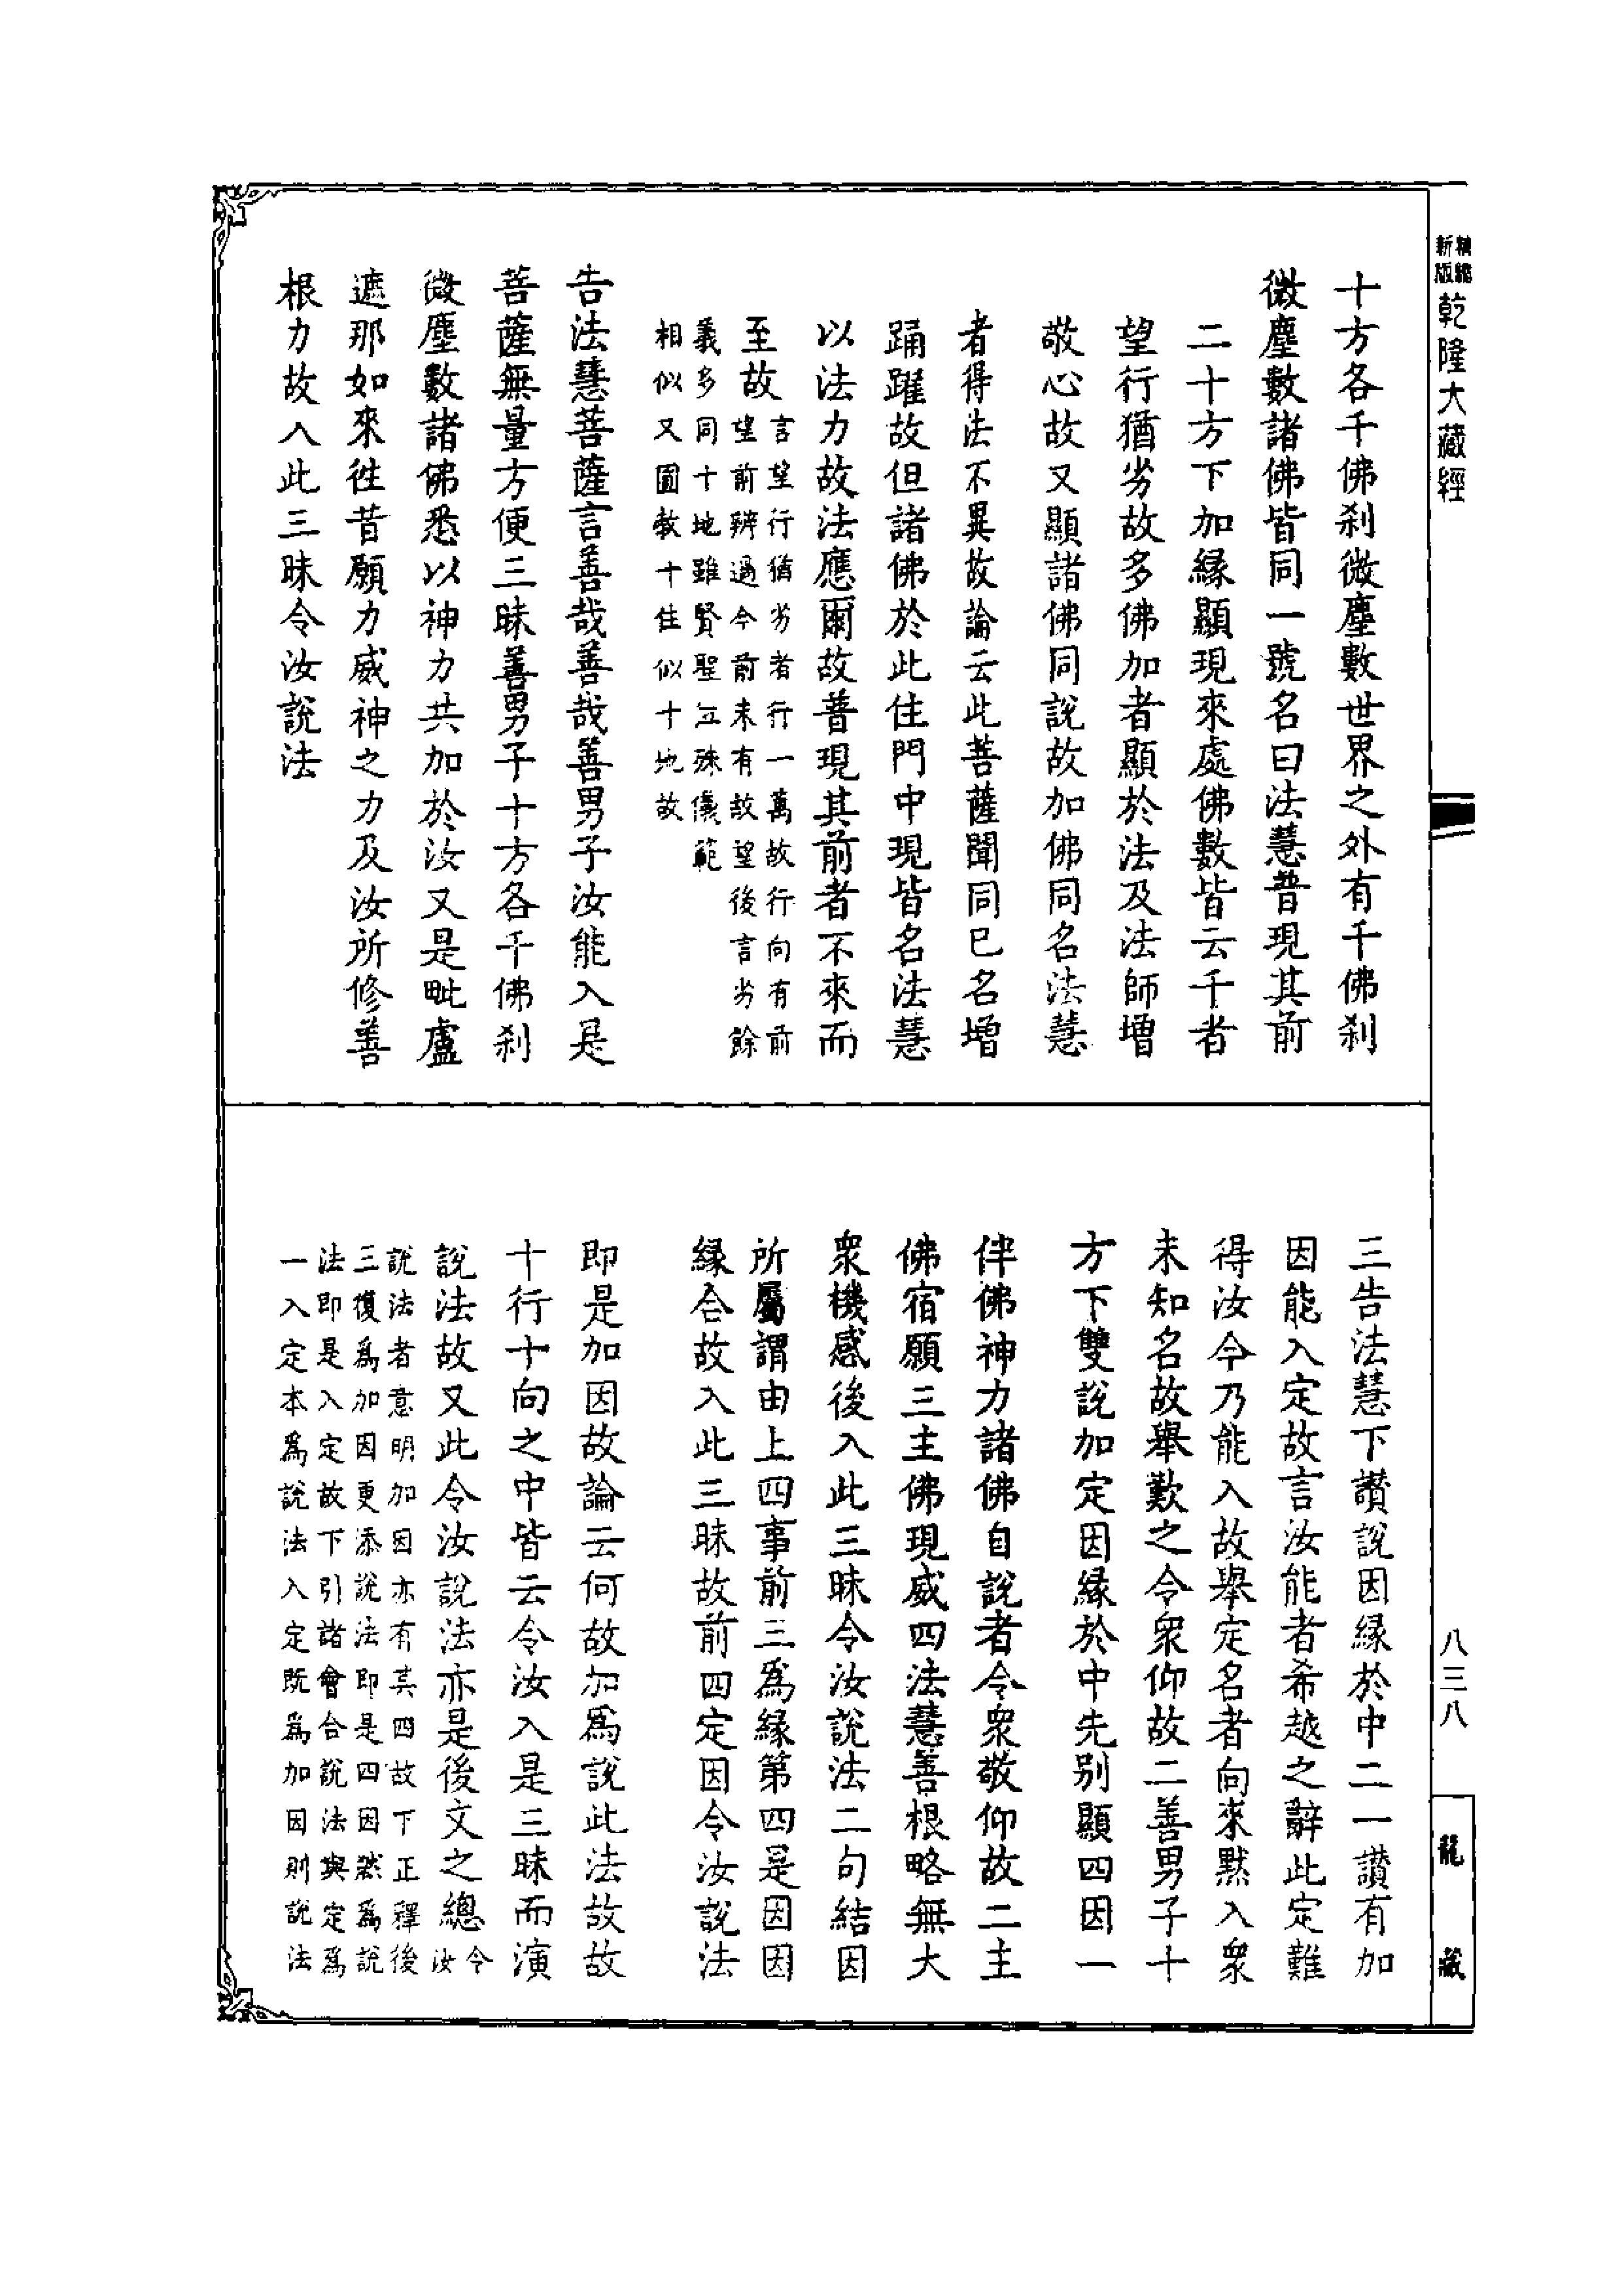 精縮
新版
乾隆大藏經
十方各千佛剎微塵數世界之外有千佛剎
微塵數諸佛皆同一號名曰法慧普現其前
二十方下加緣顯現來處佛數皆云千者
望行猶劣故多佛加者顯於法及法師增
敬心故又顯諸佛同說故加佛同名法慧
者得法不異故論云此菩薩聞同已名增
踊躍故但諸佛於此住門中現皆名法慧
以法力故法應爾故普現其前者不來而
至故
言望行猶劣者行一萬故行向有前
望前辨過今前未有故望後言劣餘
義多同十地雖賢聖位殊儀範
相似又圓教十住似十地故
告法慧菩薩言善哉善哉善男子汝能入是
菩薩無量方便三昧善男子十方各千佛剎
微塵數諸佛悉以神力共加於汝又是毗盧
遮那如來往昔願力威神之力及汝所修善
根力故入此三昧令汝說法
三告法慧下讚說因緣於中二一讚有加
因能入定故言汝能者希越之辭此定難
得汝今乃能入故舉定名者向來默入衆
未知名故舉歎之令衆仰故二善男子十
方下雙說加定因緣於中先別顯四因一
伴佛神力諸佛自說者令衆敬仰故二主
佛宿願三主佛現威四法慧善根略無大
衆機感後入此三昧令汝說法二句結因
所屬謂由上四事前三爲緣第四是因因
緣合故入此三昧故前四定因令汝說法
即是加因故論云何故加爲說此法故故
十行十向之中皆云令汝入是三昧而演
說法故又此令汝說法亦是後文之總
令
汝
說法者意明加因亦有其四故下正釋後
三復爲加因更添說法即是四因然爲說
法即是入定故下引諸會合說法與定爲
一入定本爲說法入定既爲加因則說法
八三八
龍藏